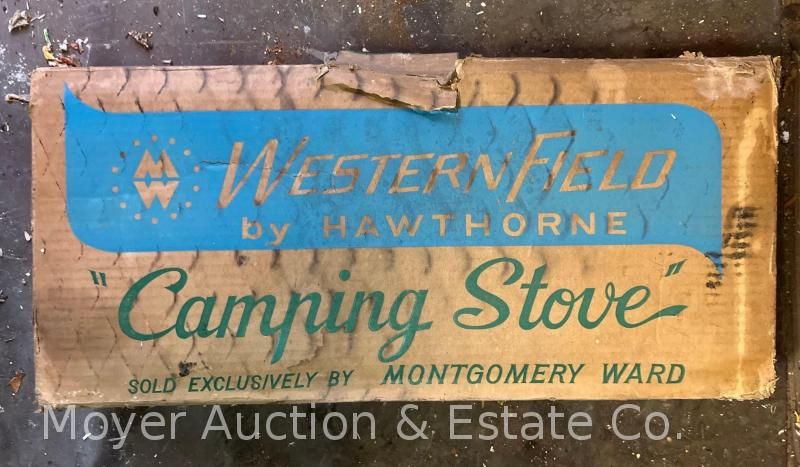 MW WESTERNFIELD
by HAWTHORNE
"Camping Stove"
SOLD EXCLUSIVELY BY MONTGOMERY WARD
Moyer Auction & Estate Co.